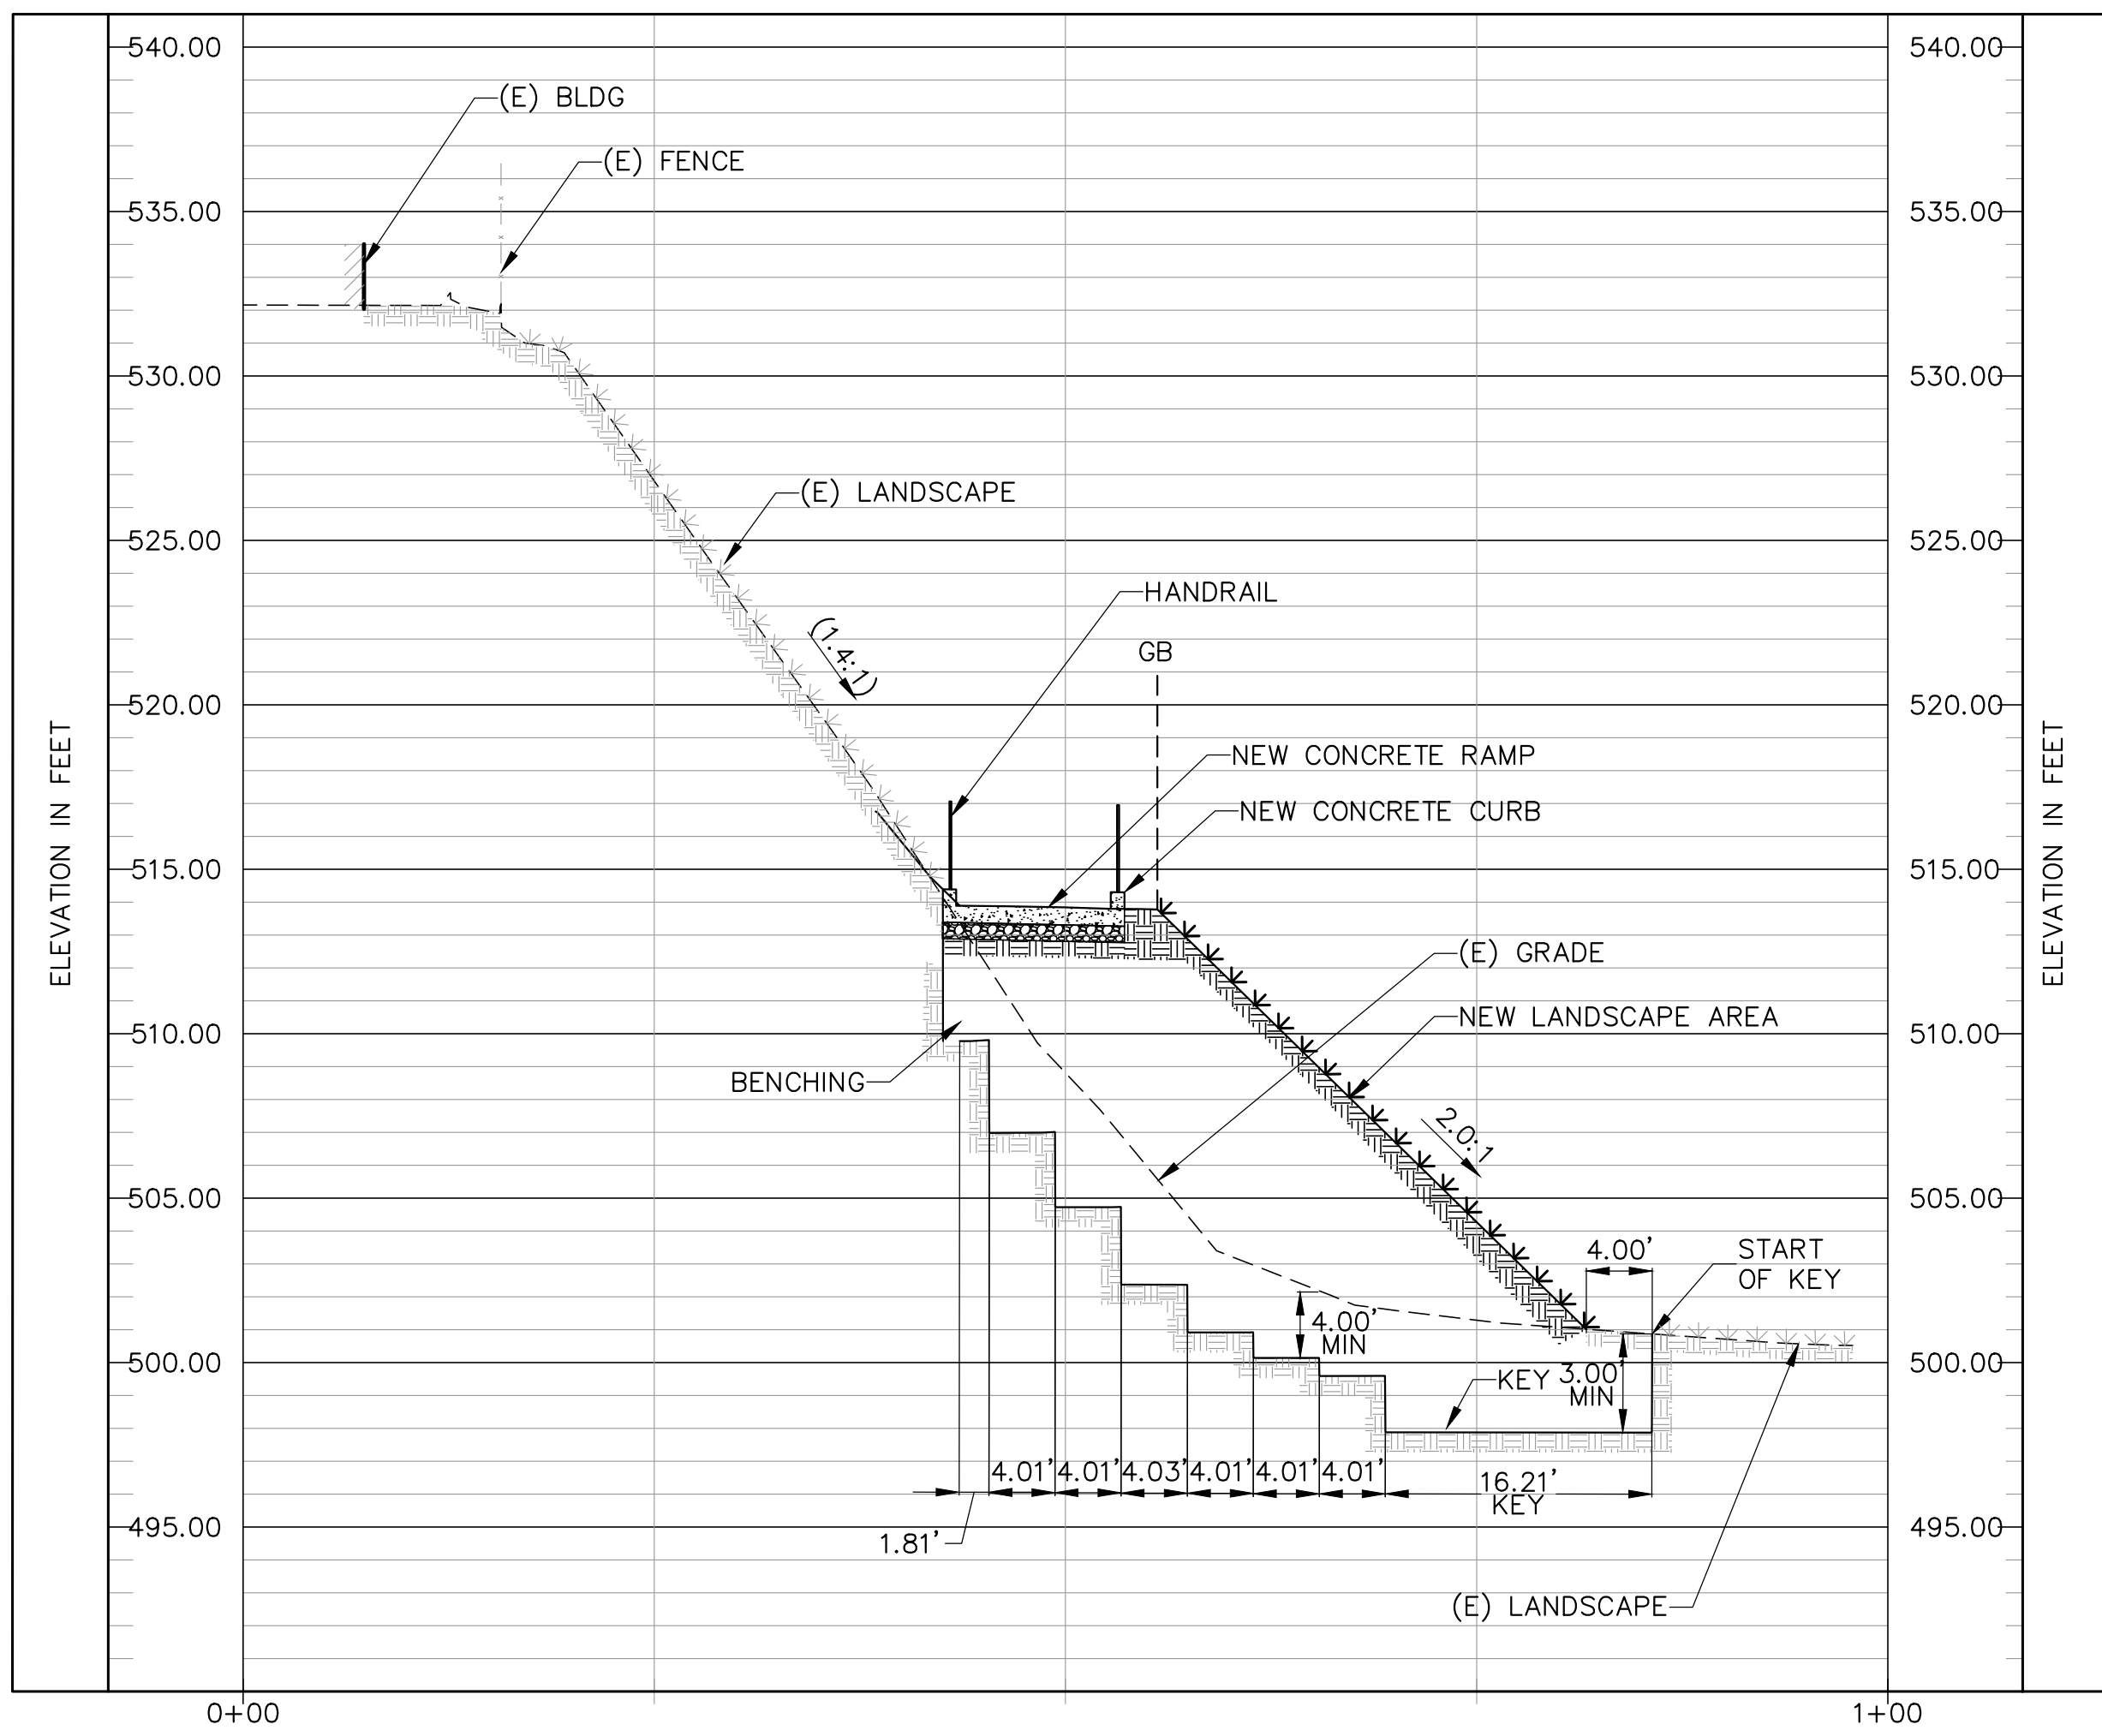 540.00 540.00
(E) BLDG
(E) FENCE
535.00 535.00
530.00 530.00
(E) LANDSCAPE
525.00 525.00
HANDRAIL
(1.4:1)
GB
520.00 520.00
NEW CONCRETE RAMP
NEW CONCRETE CURB
ELEVATION IN FEET
ELEVATION IN FEET
515.00 515.00
(E) GRADE
NEW LANDSCAPE AREA
510.00 510.00
BENCHING
2.0:1
505.00 505.00
4.00'
START
OF KEY
4.00'
MIN
500.00 500.00
KEY
3.00'
MIN
4.01' 4.01' 4.03' 4.01' 4.01' 4.01'
16.21'
KEY
495.00 495.00
1.81'
(E) LANDSCAPE
0+00 1+00